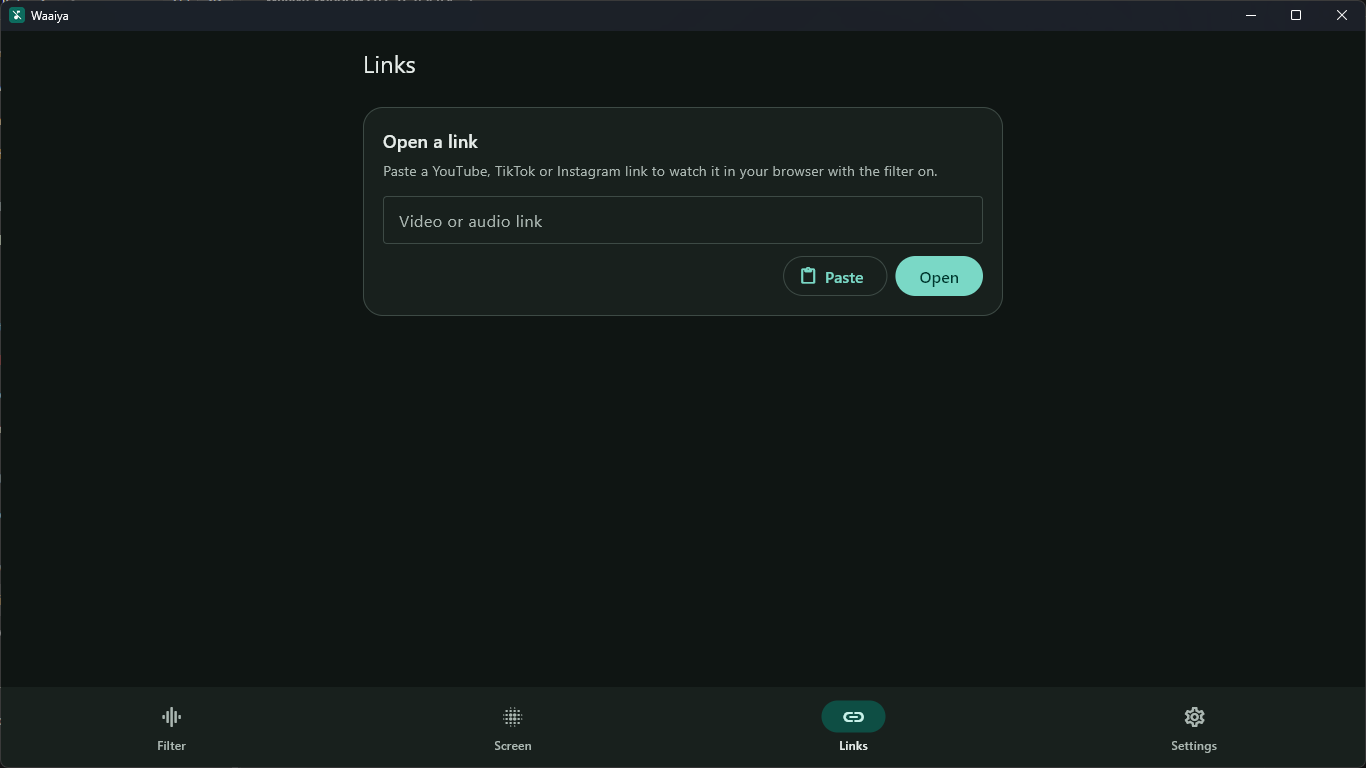 Waaiya
Links
Open a link
Paste a YouTube, TikTok or Instagram link to watch it in your browser with the filter on.
Video or audio link
Paste
Open
Filter
Screen
Links
Settings